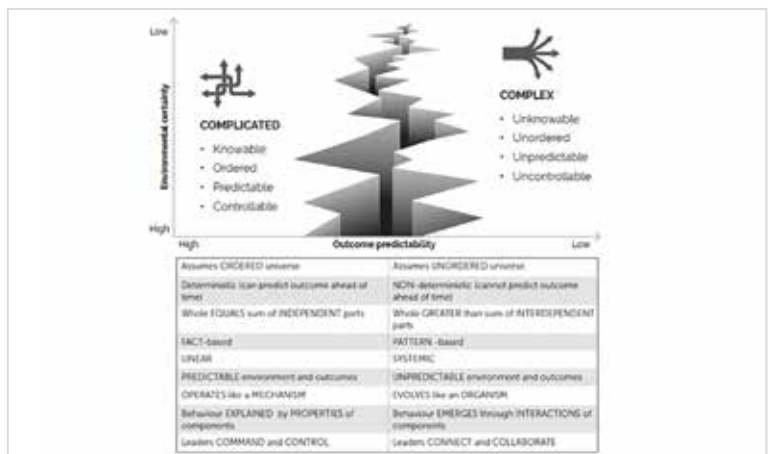 Low
Environmental certainty
High
COMPLICATED
• Knowable
• Ordered
• Predictable
• Controllable
COMPLEX
• Unknowable
• Unordered
• Unpredictable
• Uncontrollable
High
Outcome predictability
Low
Assumes ORDERED universe
Assumes UNORDERED universe
Deterministic (can predict outcome ahead of
time)
NON-deterministic (cannot predict outcome
ahead of time)
Whole EQUALS sum of INDEPENDENT parts
Whole GREATER than sum of INTERDEPENDENT
parts
FACT-based
PATTERN -based
LINEAR
SYSTEMIC
PREDICTABLE environment and outcomes
UNPREDICTABLE environment and outcomes
OPERATES like a MECHANISM
EVOLVES like an ORGANISM
Behaviour EXPLAINED by PROPERTIES of
components
Behaviour EMERGES through INTERACTIONS of
components
Leaders COMMAND and CONTROL
Leaders CONNECT and COLLABORATE